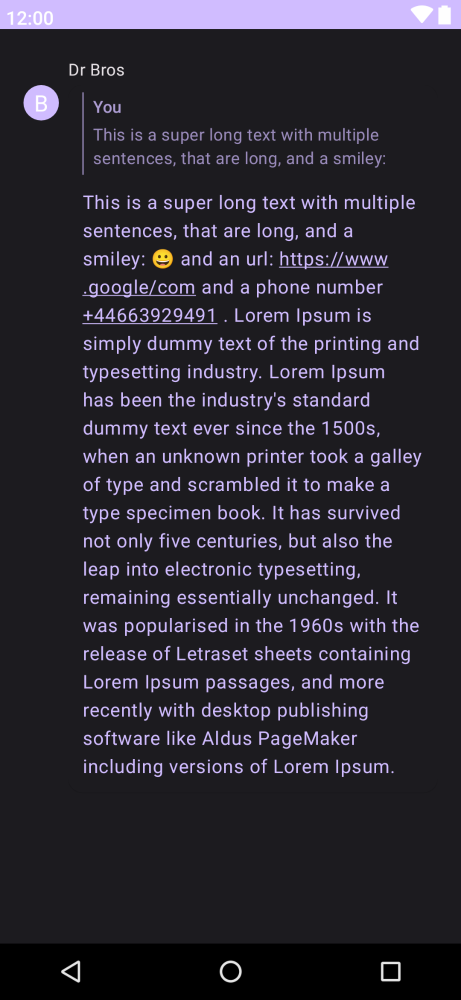 12:00
Dr Bros
B
You
This is a super long text with multiple
sentences, that are long, and a smiley:
This is a super long text with multiple
sentences, that are long, and a
smiley: 😀 and an url: https://www
.google/com and a phone number
+44663929491 . Lorem Ipsum is
simply dummy text of the printing and
typesetting industry. Lorem Ipsum
has been the industry's standard
dummy text ever since the 1500s,
when an unknown printer took a galley
of type and scrambled it to make a
type specimen book. It has survived
not only five centuries, but also the
leap into electronic typesetting,
remaining essentially unchanged. It
was popularised in the 1960s with the
release of Letraset sheets containing
Lorem Ipsum passages, and more
recently with desktop publishing
software like Aldus PageMaker
including versions of Lorem Ipsum.